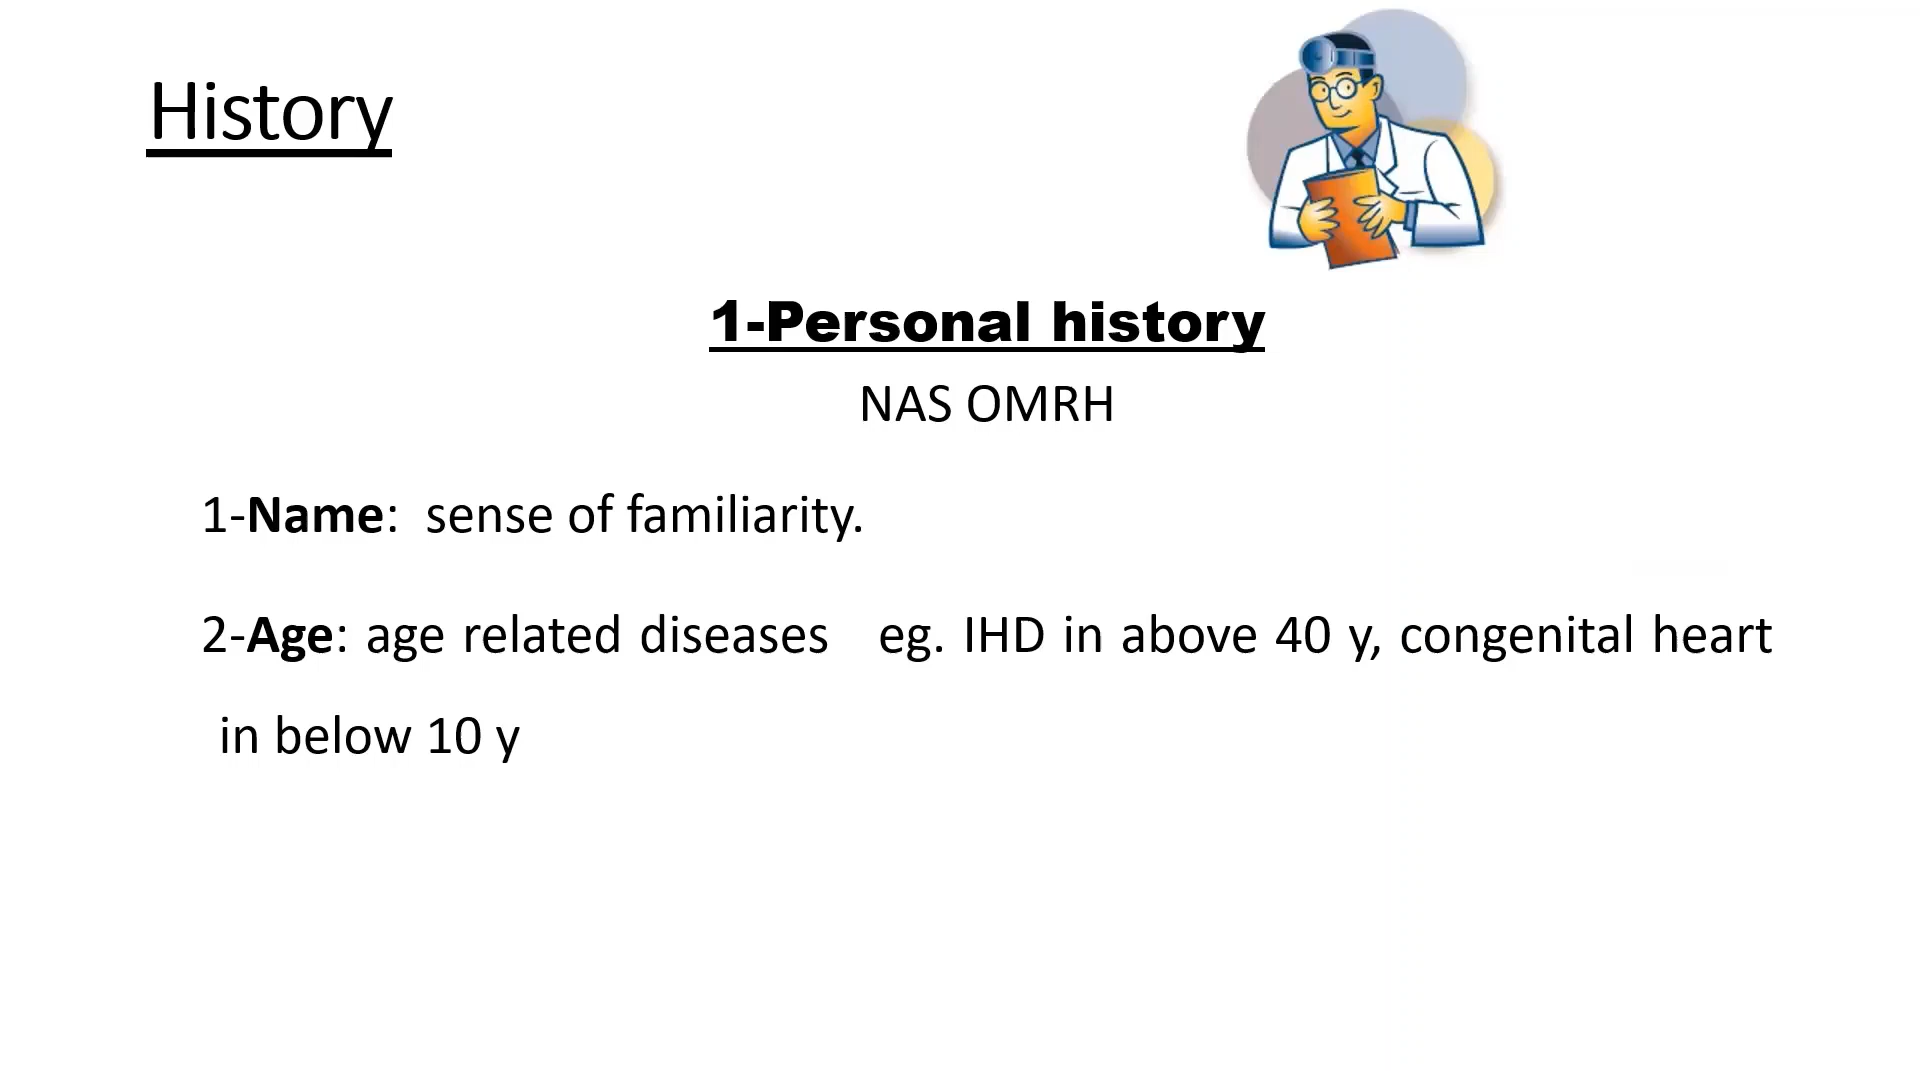 History
1-Personal history
NAS OMRH
1-Name: sense of familiarity.
2-Age: age related diseases eg. IHD in above 40 y, congenital heart
in below 10 y